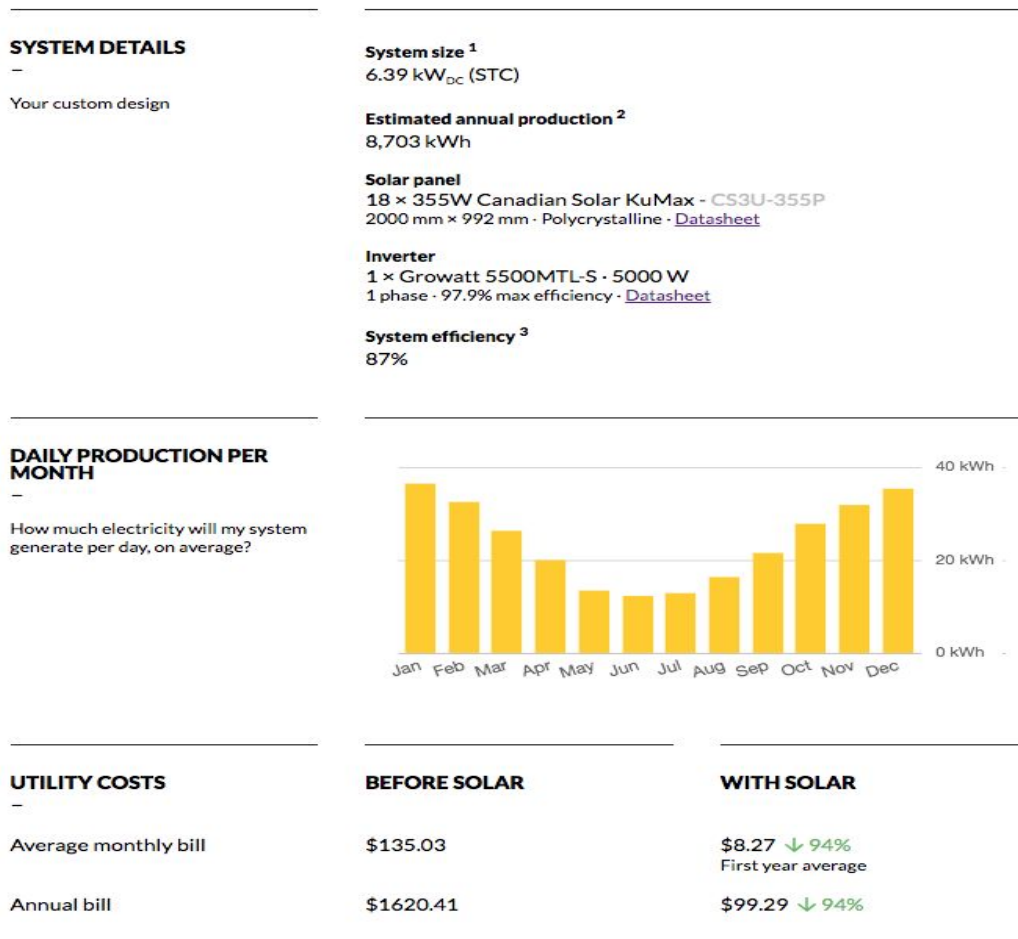 SYSTEM DETAILS
–
Your custom design
System size 1
6.39 kWDC (STC)
Estimated annual production 2
8,703 kWh
Solar panel
18 × 355W Canadian Solar KuMax - CS3U-355P
2000 mm × 992 mm · Polycrystalline · Datasheet
Inverter
1 × Growatt 5500MTL-S · 5000 W
1 phase · 97.9% max efficiency · Datasheet
System efficiency 3
87%
DAILY PRODUCTION PER
MONTH
–
How much electricity will my system
generate per day, on average?
40 kWh
20 kWh
0 kWh
Jan Feb Mar Apr May Jun Jul Aug Sep Oct Nov Dec
UTILITY COSTS
–
BEFORE SOLAR
WITH SOLAR
Average monthly bill
$135.03
$8.27 ↓ 94%
First year average
Annual bill
$1620.41
$99.29 ↓ 94%